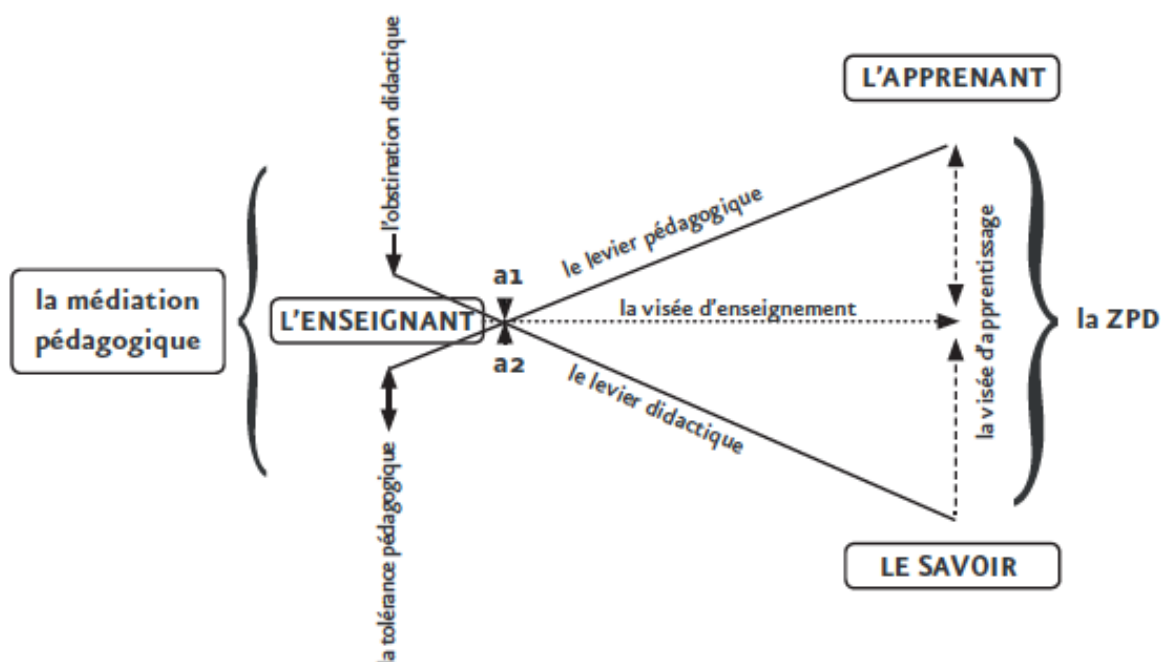 l'obstination didactique
L'APPRENANT
le levier pédagogique
la médiation
pédagogique
L'ENSEIGNANT
a1
la visée d'enseignement
a2
la visée d'apprentissage
la ZPD
le levier didactique
la tolérance pédagogique
LE SAVOIR